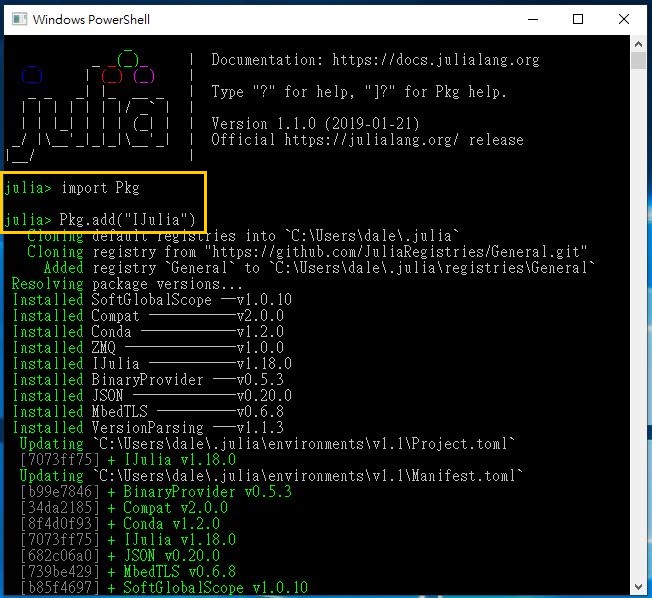 Windows PowerShell
Documentation: https://docs.julialang.org
Type "?" for help, "]?" for Pkg help.
Version 1.1.0 (2019-01-21)
Official https://julialang.org/ release
julia> import Pkg
julia> Pkg.add("IJulia")
Cloning default registries into `C:\Users\dale\.julia`
Cloning registry from "https://github.com/JuliaRegistries/General.git"
Added registry `General` to `C:\Users\dale\.julia\registries\General`
Resolving package versions...
Installed SoftGlobalScope ──v1.0.10
Installed Compat ───────────v2.0.0
Installed Conda ────────────v1.2.0
Installed ZMQ ──────────────v1.0.0
Installed IJulia ───────────v1.18.0
Installed BinaryProvider ───v0.5.3
Installed JSON ─────────────v0.20.0
Installed MbedTLS ──────────v0.6.8
Installed VersionParsing ───v1.1.3
Updating `C:\Users\dale\.julia\environments\v1.1\Project.toml`
[7073ff75] + IJulia v1.18.0
Updating `C:\Users\dale\.julia\environments\v1.1\Manifest.toml`
[b99e7846] + BinaryProvider v0.5.3
[34da2185] + Compat v2.0.0
[8f4d0f93] + Conda v1.2.0
[7073ff75] + IJulia v1.18.0
[682c06a0] + JSON v0.20.0
[739be429] + MbedTLS v0.6.8
[b85f4697] + SoftGlobalScope v1.0.10